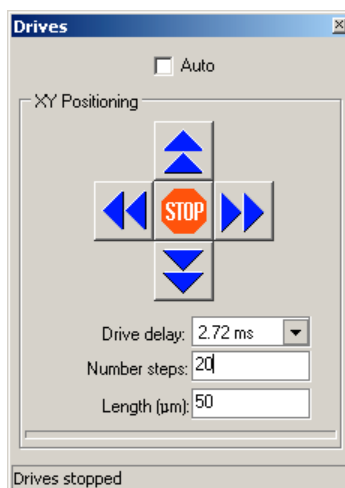 Drives
Auto
XY Positioning
STOP
Drive delay: 2.72 ms
Number steps: 20
Length (µm): 50
Drives stopped